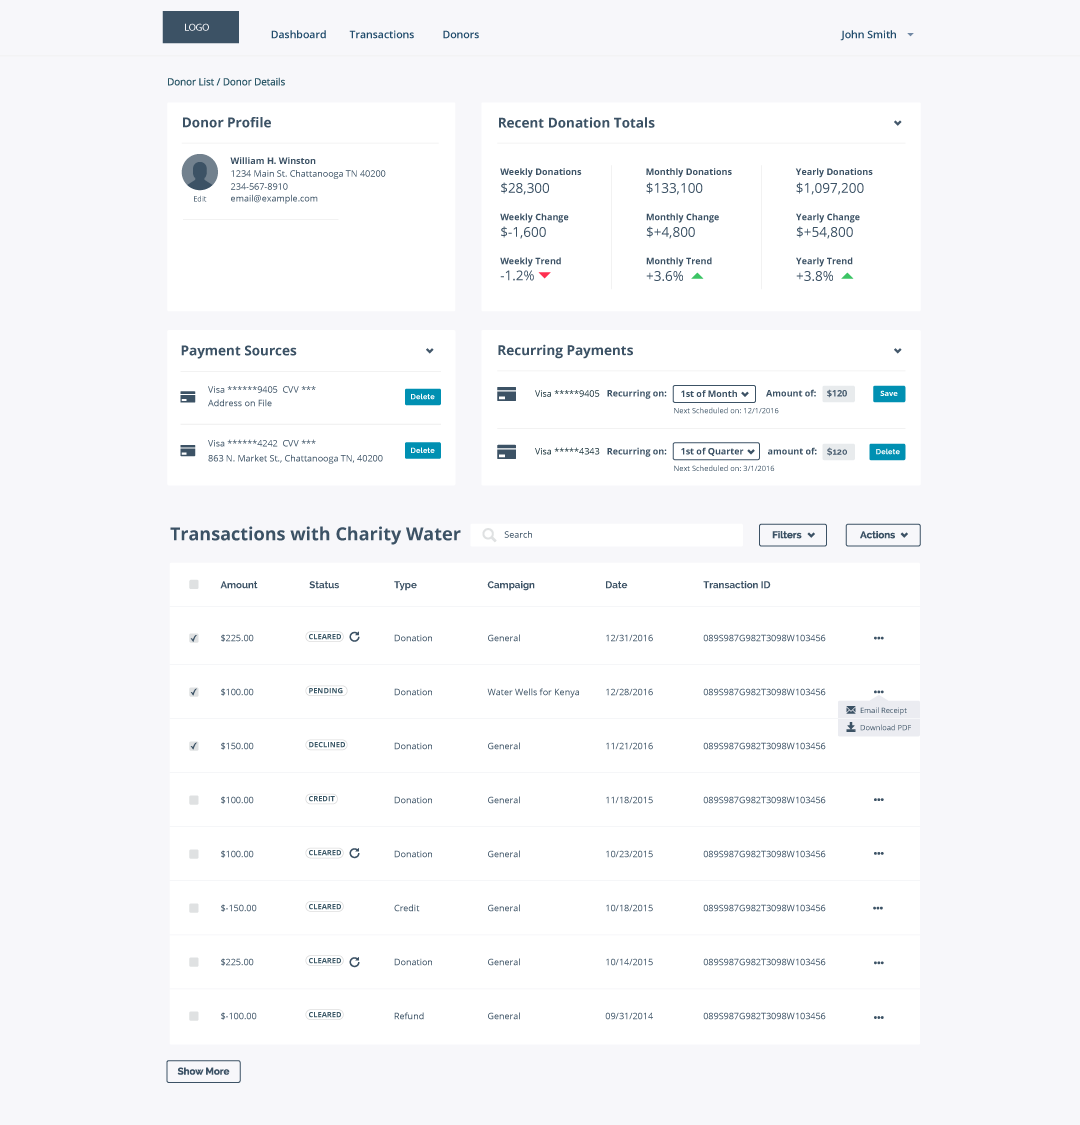 LOGO
Dashboard Transactions Donors
John Smith
Donor List / Donor Details
Donor Profile
William H. Winston
1234 Main St. Chattanooga TN 40200
234-567-8910
email@example.com
Edit
Recent Donation Totals
Weekly Donations Monthly Donations Yearly Donations
$28,300 $133,100 $1,097,200
Weekly Change Monthly Change Yearly Change
$-1,600 $+4,800 $+54,800
Weekly Trend Monthly Trend Yearly Trend
-1.2% +3.6% +3.8%
Payment Sources
Visa ******9405 CVV ***
Address on File
Delete
Visa ******4242 CVV ***
863 N. Market St., Chattanooga TN, 40200
Delete
Recurring Payments
Visa *****9405 Recurring on: 1st of Month Amount of: $120 Save
Next Scheduled on: 12/1/2016
Visa *****4343 Recurring on: 1st of Quarter amount of: $120 Delete
Next Scheduled on: 3/1/2016
Transactions with Charity Water Search Filters Actions
Amount Status Type Campaign Date Transaction ID
$225.00 CLEARED Donation General 12/31/2016 089S987G982T3098W103456
$100.00 PENDING Donation Water Wells for Kenya 12/28/2016 089S987G982T3098W103456
Email Receipt
Download PDF
$150.00 DECLINED Donation General 11/21/2016 089S987G982T3098W103456
$100.00 CREDIT Donation General 11/18/2015 089S987G982T3098W103456
$100.00 CLEARED Donation General 10/23/2015 089S987G982T3098W103456
$-150.00 CLEARED Credit General 10/18/2015 089S987G982T3098W103456
$225.00 CLEARED Donation General 10/14/2015 089S987G982T3098W103456
$-100.00 CLEARED Refund General 09/31/2014 089S987G982T3098W103456
Show More